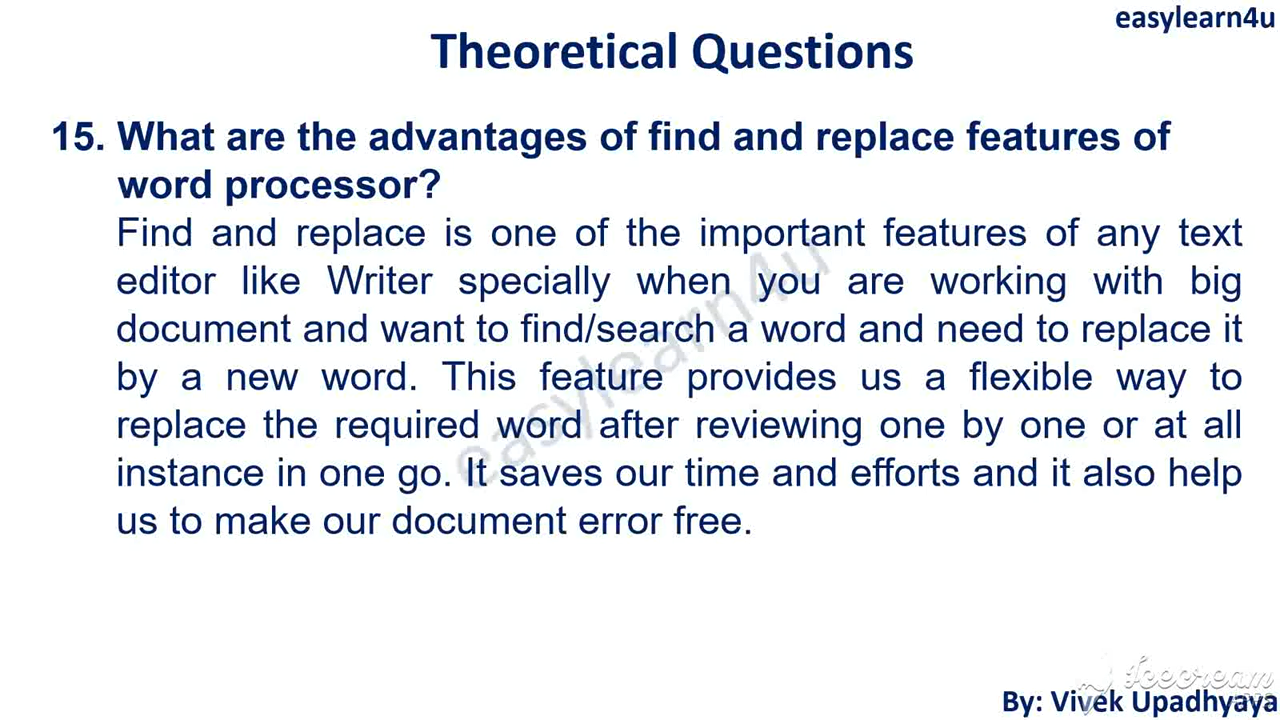 easylearn4u
Theoretical Questions
15. What are the advantages of find and replace features of
word processor?
Find and replace is one of the important features of any text
editor like Writer specially when you are working with big
document and want to find/search a word and need to replace it
by a new word. This feature provides us a flexible way to
replace the required word after reviewing one by one or at all
instance in one go. It saves our time and efforts and it also help
us to make our document error free.
easylearn4u
Icecream
APPS
By: Vivek Upadhyaya